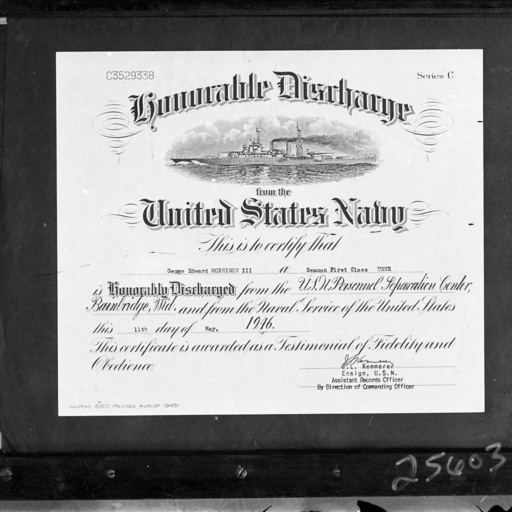 C3529338 Series C
Honorable Discharge
from the
United States Navy
This is to certify that
George Edward MORRISON III a Seaman First Class USNR
is Honorably Discharged from the U.S.N. Personnel Separation Center,
Bainbridge, Md. and from the Naval Service of the United States
this 11th day of May, 1946.
This certificate is awarded as a Testimonial of Fidelity and
Obedience.
Kemmerer
Ensign, U.S.N.
Assistant Records Officer
By Direction of Commanding Officer
NAVPERS 660 (REVISED AUGUST 1945)
25603